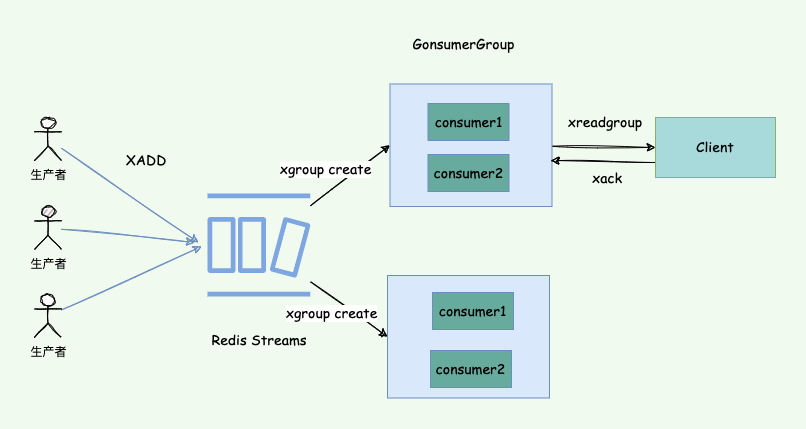 GonsumerGroup
生产者
XADD
生产者
生产者
Redis Streams
xgroup create
xgroup create
consumer1
consumer2
consumer1
consumer2
xreadgroup
xack
Client